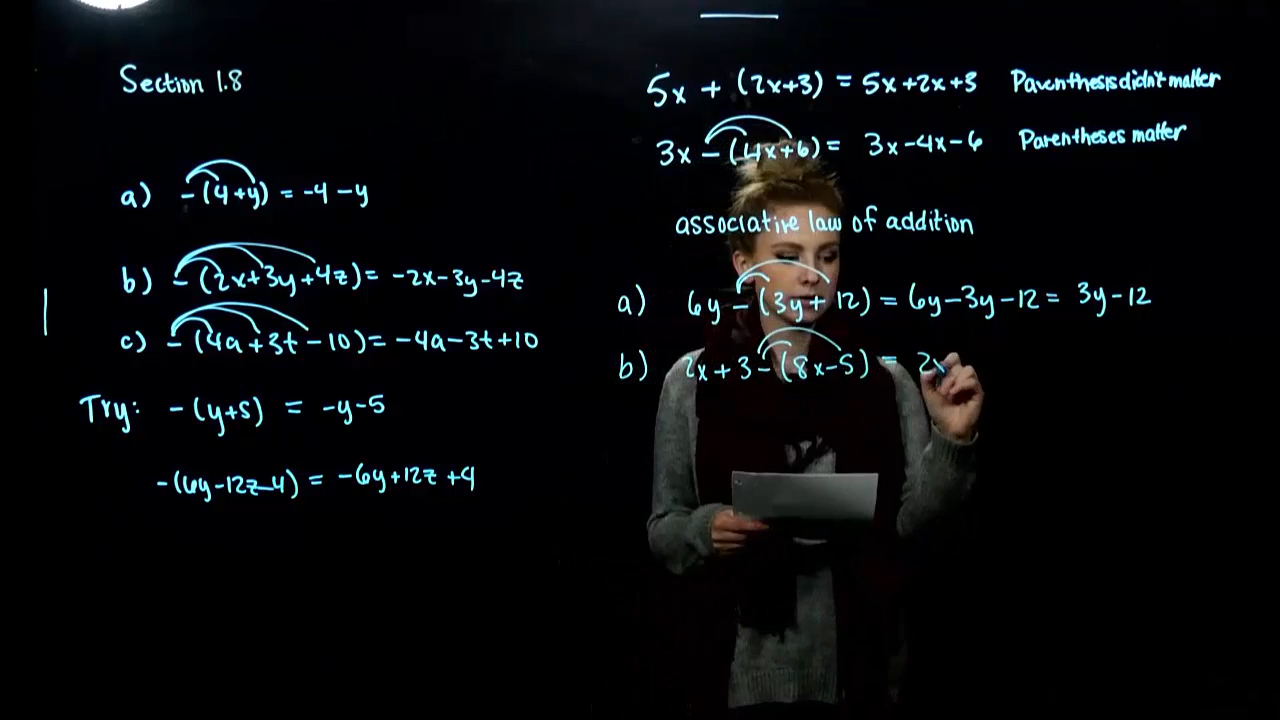 Section 1.8
a) -(4+y) = -4-y
b) -(2x+3y+4z) = -2x-3y-4z
c) -(4a+3t-10) = -4a-3t+10
Try: -(y+5) = -y-5
-(6y-12z-4) = -6y+12z+4
5x + (2x+3) = 5x+2x+3 Parenthesis didn't matter
3x - (4x+6) = 3x-4x-6 Parentheses matter
associative law of addition
a) 6y - (3y+12) = 6y-3y-12 = 3y-12
b) 2x+3-(8x-5) = 2x